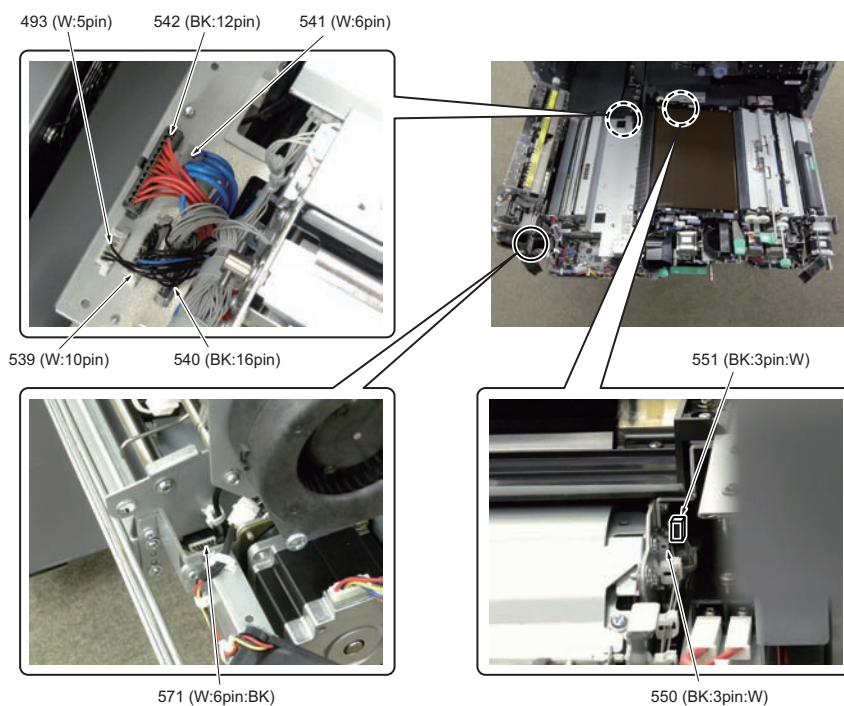 493 (W:5pin)
542 (BK:12pin)
541 (W:6pin)
539 (W:10pin)
540 (BK:16pin)
551 (BK:3pin:W)
571 (W:6pin:BK)
550 (BK:3pin:W)